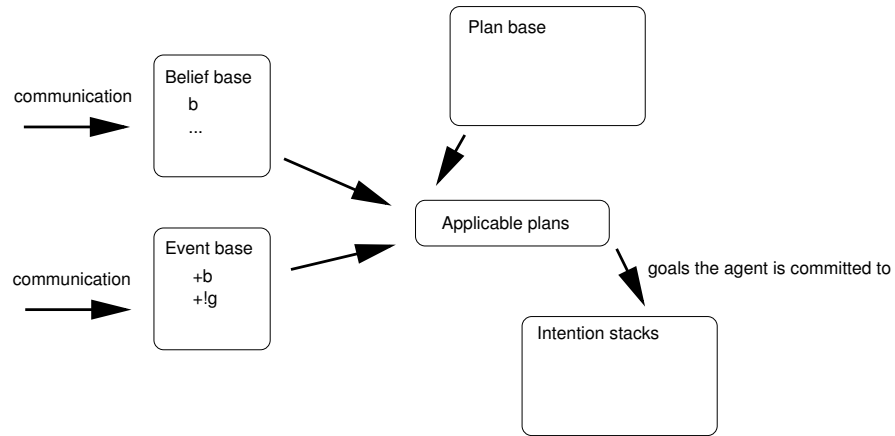 Plan base
Belief base
communication
b
...
Applicable plans
Event base
communication
+b
+!g
goals the agent is committed to
Intention stacks